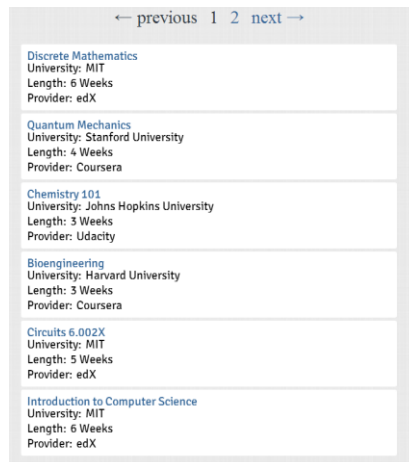 ← previous 1 2 next →
Discrete Mathematics
University: MIT
Length: 6 Weeks
Provider: edX
Quantum Mechanics
University: Stanford University
Length: 4 Weeks
Provider: Coursera
Chemistry 101
University: Johns Hopkins University
Length: 3 Weeks
Provider: Udacity
Bioengineering
University: Harvard University
Length: 3 Weeks
Provider: Coursera
Circuits 6.002X
University: MIT
Length: 5 Weeks
Provider: edX
Introduction to Computer Science
University: MIT
Length: 6 Weeks
Provider: edX